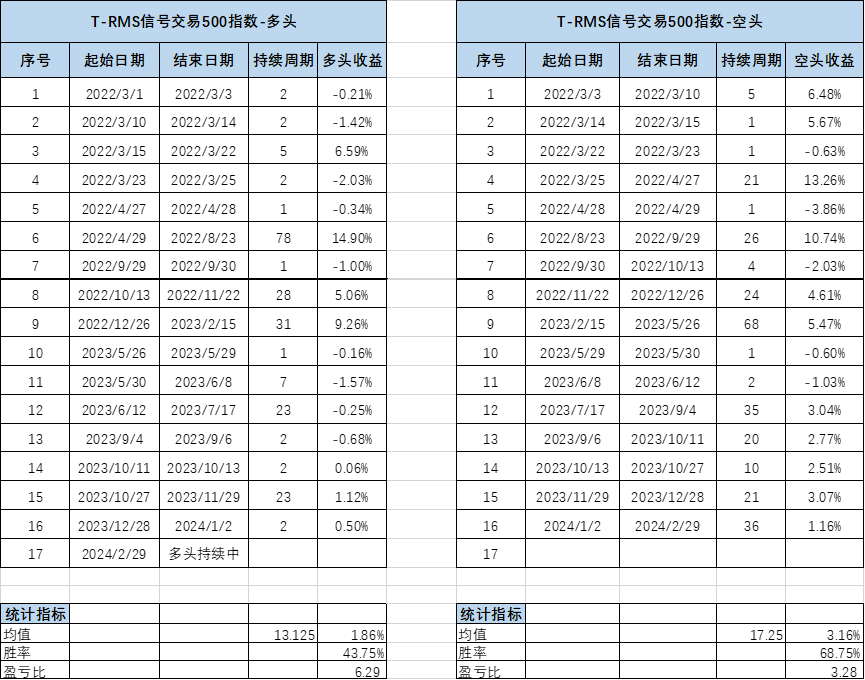 T-RMS信号交易500指数-多头 T-RMS信号交易500指数-空头
序号 起始日期 结束日期 持续周期 多头收益 序号 起始日期 结束日期 持续周期 空头收益
1 2022/3/1 2022/3/3 2 -0.21% 1 2022/3/3 2022/3/10 5 6.48%
2 2022/3/10 2022/3/14 2 -1.42% 2 2022/3/14 2022/3/15 1 5.67%
3 2022/3/15 2022/3/22 5 6.59% 3 2022/3/22 2022/3/23 1 -0.63%
4 2022/3/23 2022/3/25 2 -2.03% 4 2022/3/25 2022/4/27 21 13.26%
5 2022/4/27 2022/4/28 1 -0.34% 5 2022/4/28 2022/4/29 1 -3.86%
6 2022/4/29 2022/8/23 78 14.90% 6 2022/8/23 2022/9/29 26 10.74%
7 2022/9/29 2022/9/30 1 -1.00% 7 2022/9/30 2022/10/13 4 -2.03%
8 2022/10/13 2022/11/22 28 5.06% 8 2022/11/22 2022/12/26 24 4.61%
9 2022/12/26 2023/2/15 31 9.26% 9 2023/2/15 2023/5/26 68 5.47%
10 2023/5/26 2023/5/29 1 -0.16% 10 2023/5/29 2023/5/30 1 -0.60%
11 2023/5/30 2023/6/8 7 -1.57% 11 2023/6/8 2023/6/12 2 -1.03%
12 2023/6/12 2023/7/17 23 -0.25% 12 2023/7/17 2023/9/4 35 3.04%
13 2023/9/4 2023/9/6 2 -0.68% 13 2023/9/6 2023/10/11 20 2.77%
14 2023/10/11 2023/10/13 2 0.06% 14 2023/10/13 2023/10/27 10 2.51%
15 2023/10/27 2023/11/29 23 1.12% 15 2023/11/29 2023/12/28 21 3.07%
16 2023/12/28 2024/1/2 2 0.50% 16 2024/1/2 2024/2/29 36 1.16%
17 2024/2/29 多头持续中 17
统计指标 统计指标
均值 13.125 1.86% 均值 17.25 3.16%
胜率 43.75% 胜率 68.75%
盈亏比 6.29 盈亏比 3.28